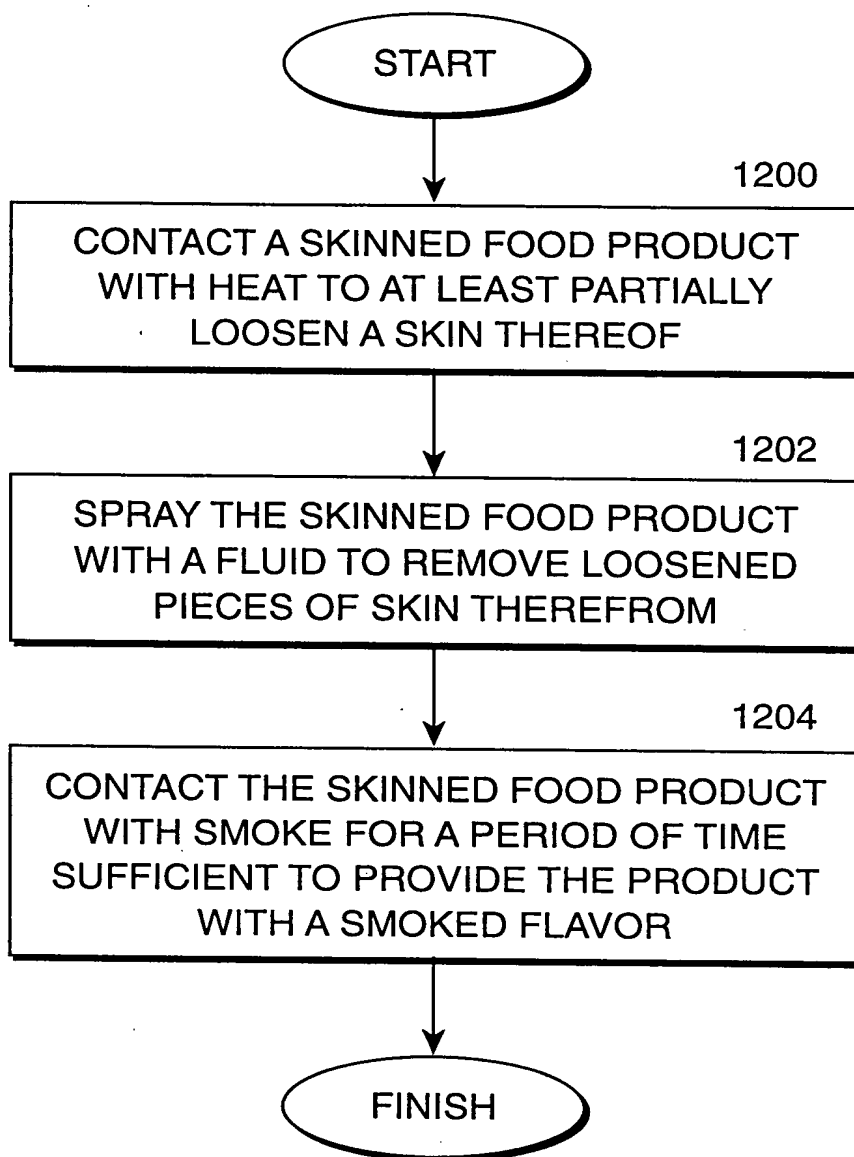 START
1200
CONTACT A SKINNED FOOD PRODUCT
WITH HEAT TO AT LEAST PARTIALLY
LOOSEN A SKIN THEREOF
1202
SPRAY THE SKINNED FOOD PRODUCT
WITH A FLUID TO REMOVE LOOSENED
PIECES OF SKIN THEREFROM
1204
CONTACT THE SKINNED FOOD PRODUCT
WITH SMOKE FOR A PERIOD OF TIME
SUFFICIENT TO PROVIDE THE PRODUCT
WITH A SMOKED FLAVOR
FINISH